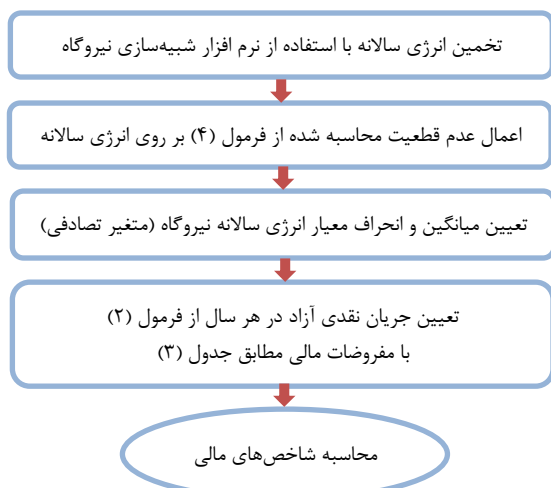 تخمین انرژی سالانه با استفاده از نرم افزار شبیه‌سازی نیروگاه
اعمال عدم قطعیت محاسبه شده از فرمول (۴) بر روی انرژی سالانه
تعیین میانگین و انحراف معیار انرژی سالانه نیروگاه (متغیر تصادفی)
تعیین جریان نقدی آزاد در هر سال از فرمول (۲)
با مفروضات مالی مطابق جدول (۳)
محاسبه شاخص‌های مالی